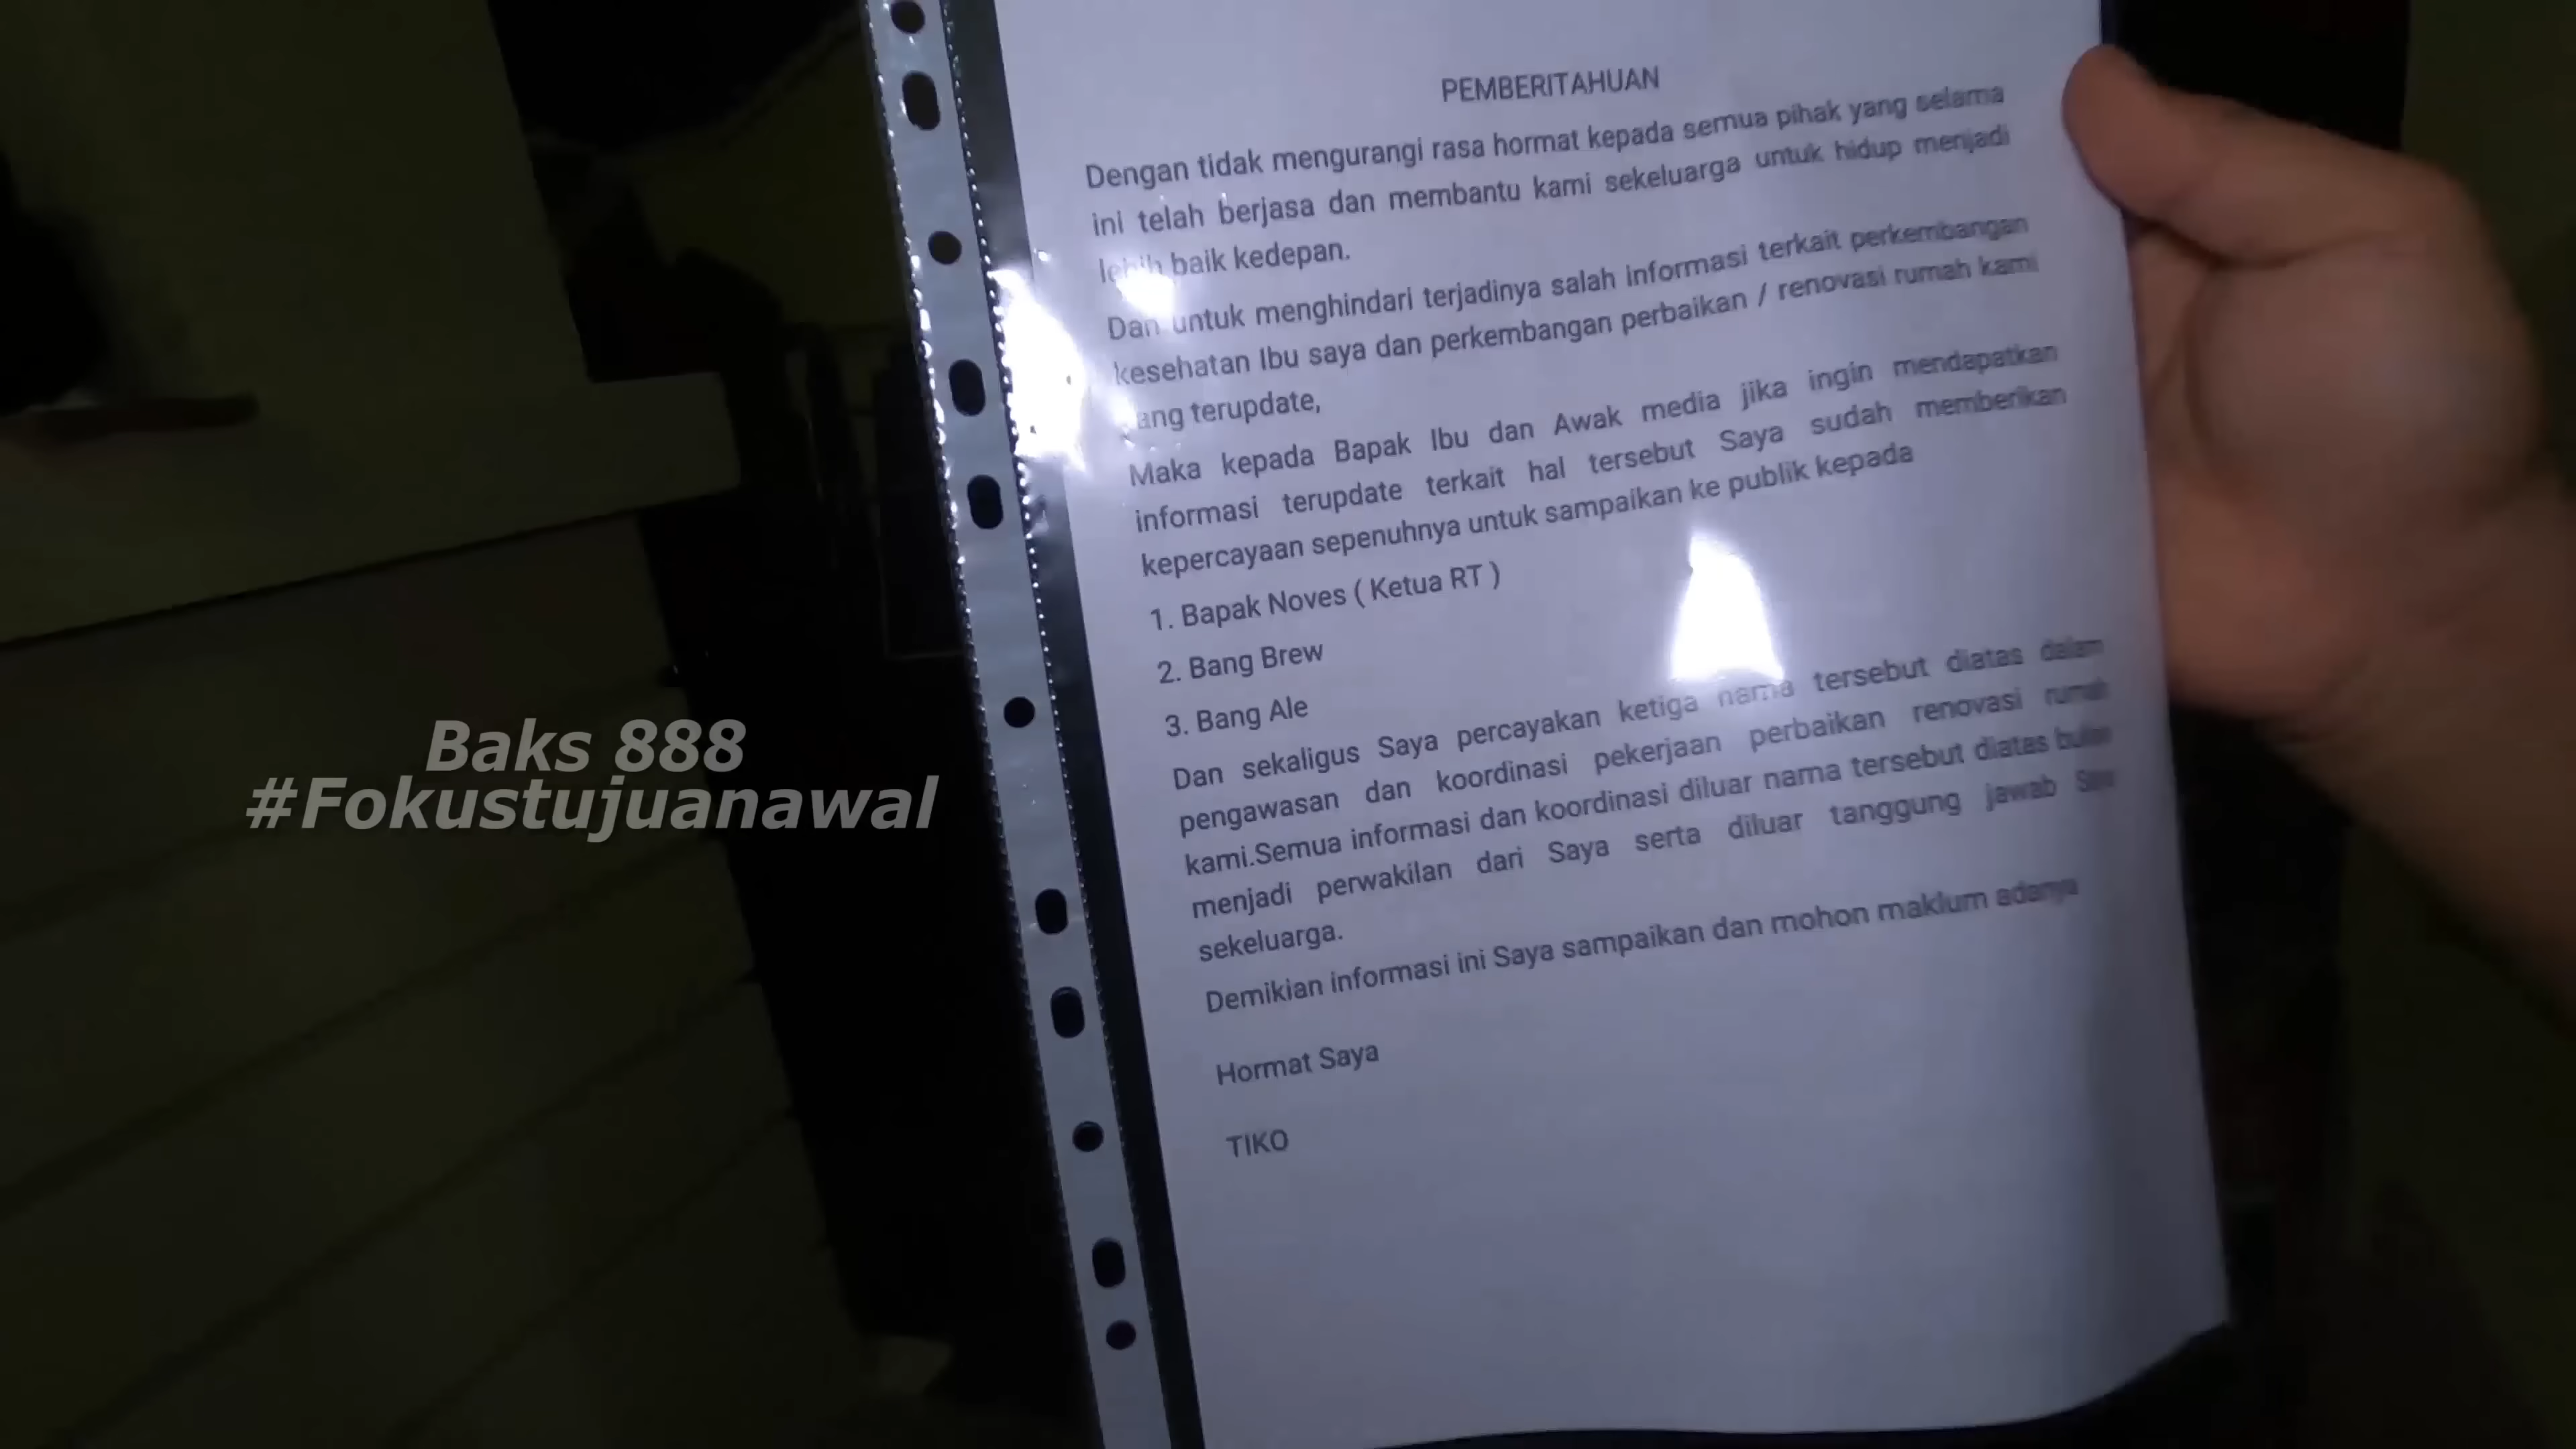 PEMBERITAHUAN
Dengan tidak mengurangi rasa hormat kepada semua pihak yang selama
ini telah berjasa dan membantu kami sekeluarga untuk hidup menjadi
lebih baik kedepan.
Dan untuk menghindari terjadinya salah informasi terkait perkembangan
kesehatan Ibu saya dan perkembangan perbaikan / renovasi rumah kami
yang terupdate,
Maka kepada Bapak Ibu dan Awak media jika ingin mendapatkan
informasi terupdate terkait hal tersebut Saya sudah memberikan
kepercayaan sepenuhnya untuk sampaikan ke publik kepada
1. Bapak Noves ( Ketua RT )
2. Bang Brew
3. Bang Ale
Dan sekaligus Saya percayakan ketiga nama tersebut diatas dalam
pengawasan dan koordinasi pekerjaan perbaikan renovasi rumah
kami.Semua informasi dan koordinasi diluar nama tersebut diatas
menjadi perwakilan dari Saya serta diluar tanggung jawab
sekeluarga.
Demikian informasi ini Saya sampaikan dan mohon maklum adanya
Hormat Saya
TIKO
Baks 888
#Fokustujuanawal